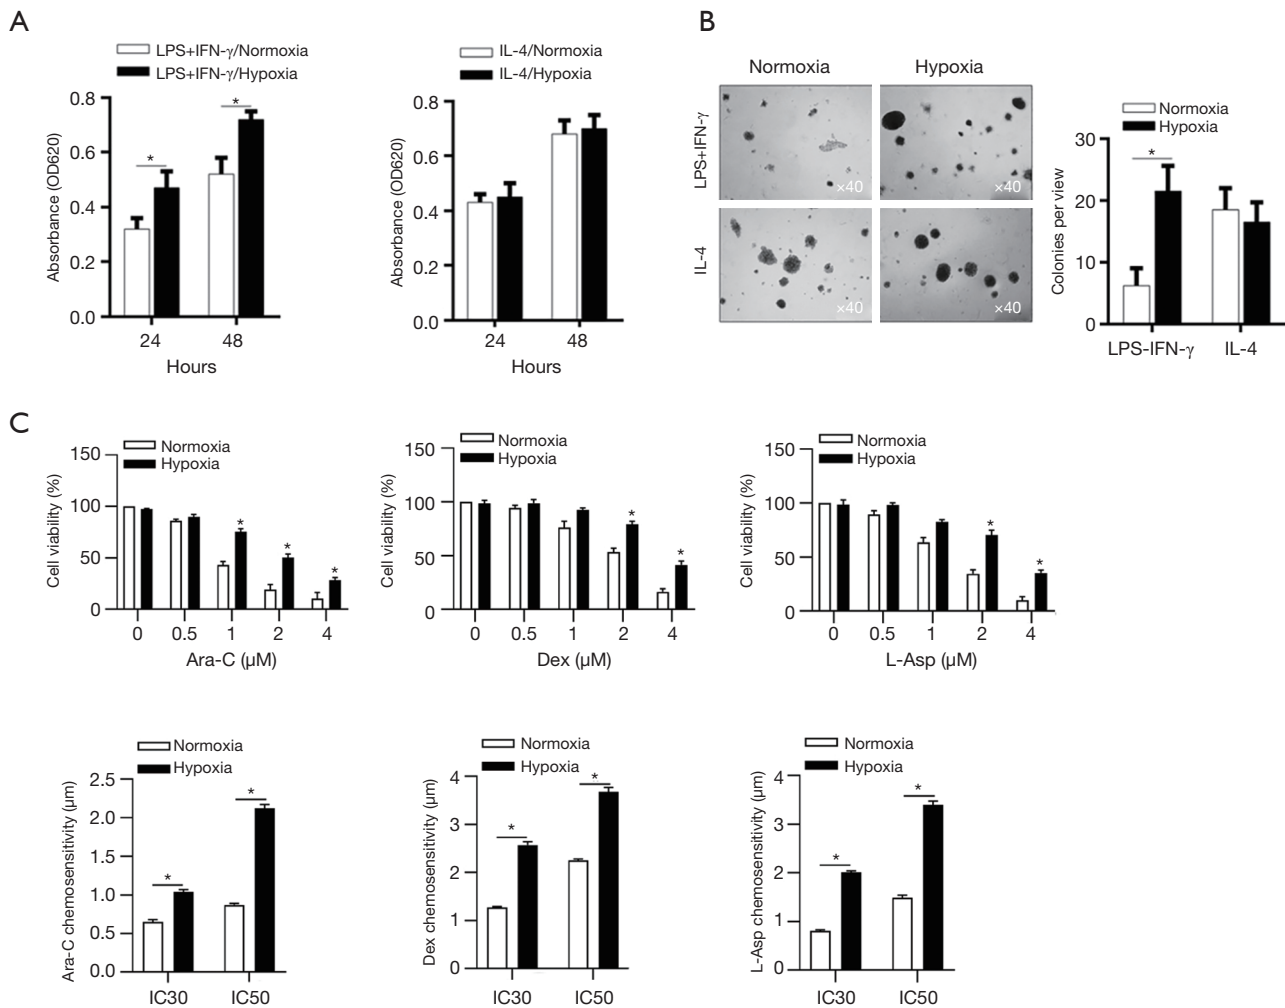 A
LPS+IFN-γ/Normoxia
LPS+IFN-γ/Hypoxia
0.8
0.6
0.4
0.2
0.0
Absorbance (OD620)
*
*
24
48
Hours
IL-4/Normoxia
IL-4/Hypoxia
0.8
0.6
0.4
0.2
0.0
Absorbance (OD620)
24
48
Hours
B
Normoxia
Hypoxia
LPS+IFN-γ
×40
×40
IL-4
×40
×40
Normoxia
Hypoxia
30
20
10
0
Colonies per view
*
LPS-IFN-γ
IL-4
C
Normoxia
Hypoxia
150
100
50
0
Cell viability (%)
*
*
*
0
0.5
1
2
4
Ara-C (μM)
Normoxia
Hypoxia
150
100
50
0
Cell viability (%)
*
*
0
0.5
1
2
4
Dex (μM)
Normoxia
Hypoxia
150
100
50
0
Cell viability (%)
*
*
0
0.5
1
2
4
L-Asp (μM)
Normoxia
Hypoxia
2.5
2.0
1.5
1.0
0.5
0.0
Ara-C chemosensitivity (μm)
*
*
IC30
IC50
Normoxia
Hypoxia
4
3
2
1
0
Dex chemosensitivity (μm)
*
*
IC30
IC50
Normoxia
Hypoxia
4
3
2
1
0
L-Asp chemosensitivity (μm)
*
*
IC30
IC50